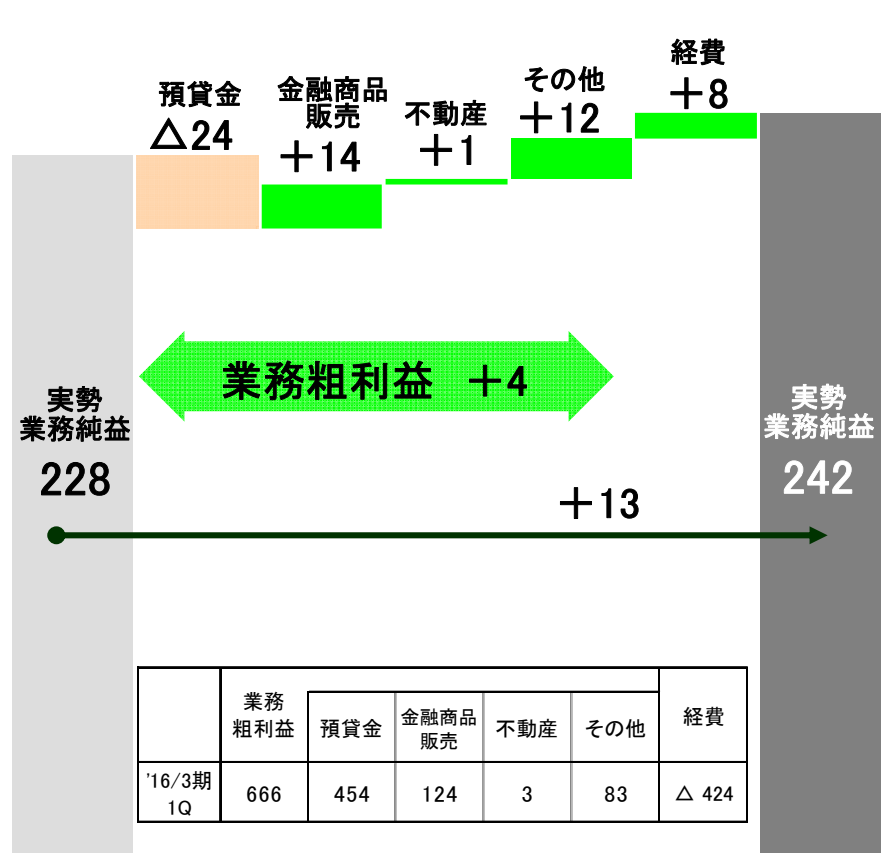 預貸金
△24
金融商品
販売
＋14
不動産
＋1
その他
＋12
経費
＋8
業務粗利益 ＋4
実勢
業務純益
228
実勢
業務純益
242
＋13
業務
粗利益
預貸金
金融商品
販売
不動産
その他
経費
'16/3期
1Q
666
454
124
3
83
△ 424